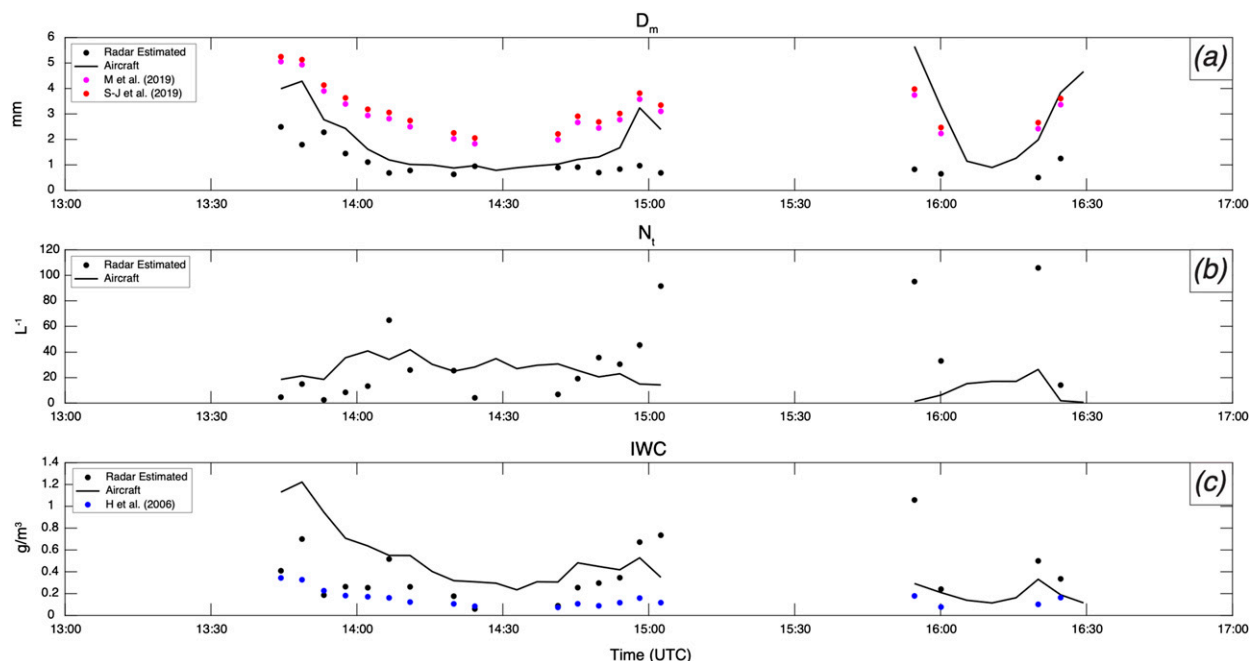 D_m
(a)
Radar Estimated
Aircraft
M et al. (2019)
S-J et al. (2019)
mm
6
5
4
3
2
1
0
13:00 13:30 14:00 14:30 15:00 15:30 16:00 16:30 17:00
N_t
(b)
Radar Estimated
Aircraft
L⁻¹
120
100
80
60
40
20
0
13:00 13:30 14:00 14:30 15:00 15:30 16:00 16:30 17:00
IWC
(c)
Radar Estimated
Aircraft
H et al. (2006)
g/m³
1.4
1.2
1
0.8
0.6
0.4
0.2
0
13:00 13:30 14:00 14:30 15:00 15:30 16:00 16:30 17:00
Time (UTC)